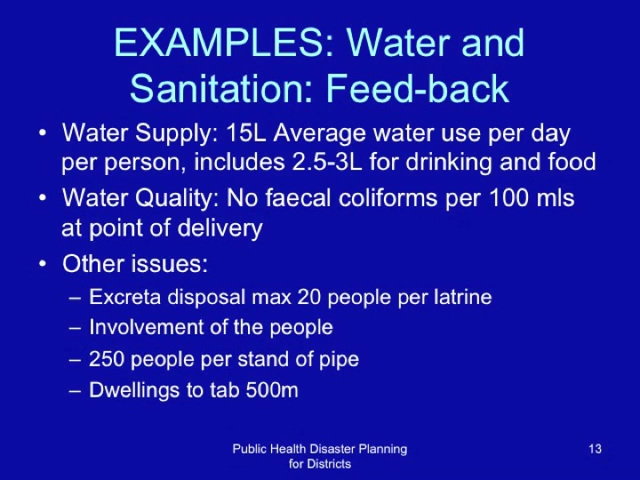 EXAMPLES: Water and
Sanitation: Feed-back
• Water Supply: 15L Average water use per day
per person, includes 2.5-3L for drinking and food
• Water Quality: No faecal coliforms per 100 mls
at point of delivery
• Other issues:
– Excreta disposal max 20 people per latrine
– Involvement of the people
– 250 people per stand of pipe
– Dwellings to tab 500m
Public Health Disaster Planning
for Districts
13